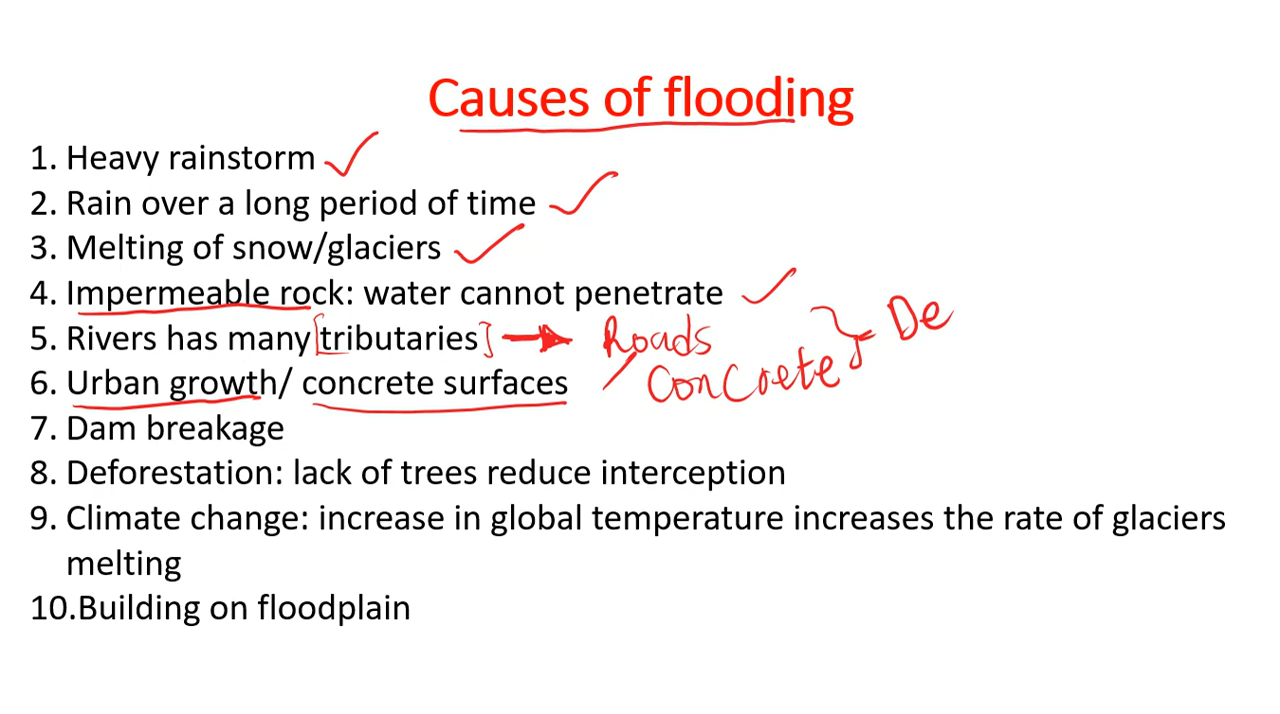 Causes of flooding
1. Heavy rainstorm
2. Rain over a long period of time
3. Melting of snow/glaciers
4. Impermeable rock: water cannot penetrate
5. Rivers has many [tributaries] → Roads } De
6. Urban growth/ concrete surfaces / Concrete
7. Dam breakage
8. Deforestation: lack of trees reduce interception
9. Climate change: increase in global temperature increases the rate of glaciers
melting
10.Building on floodplain